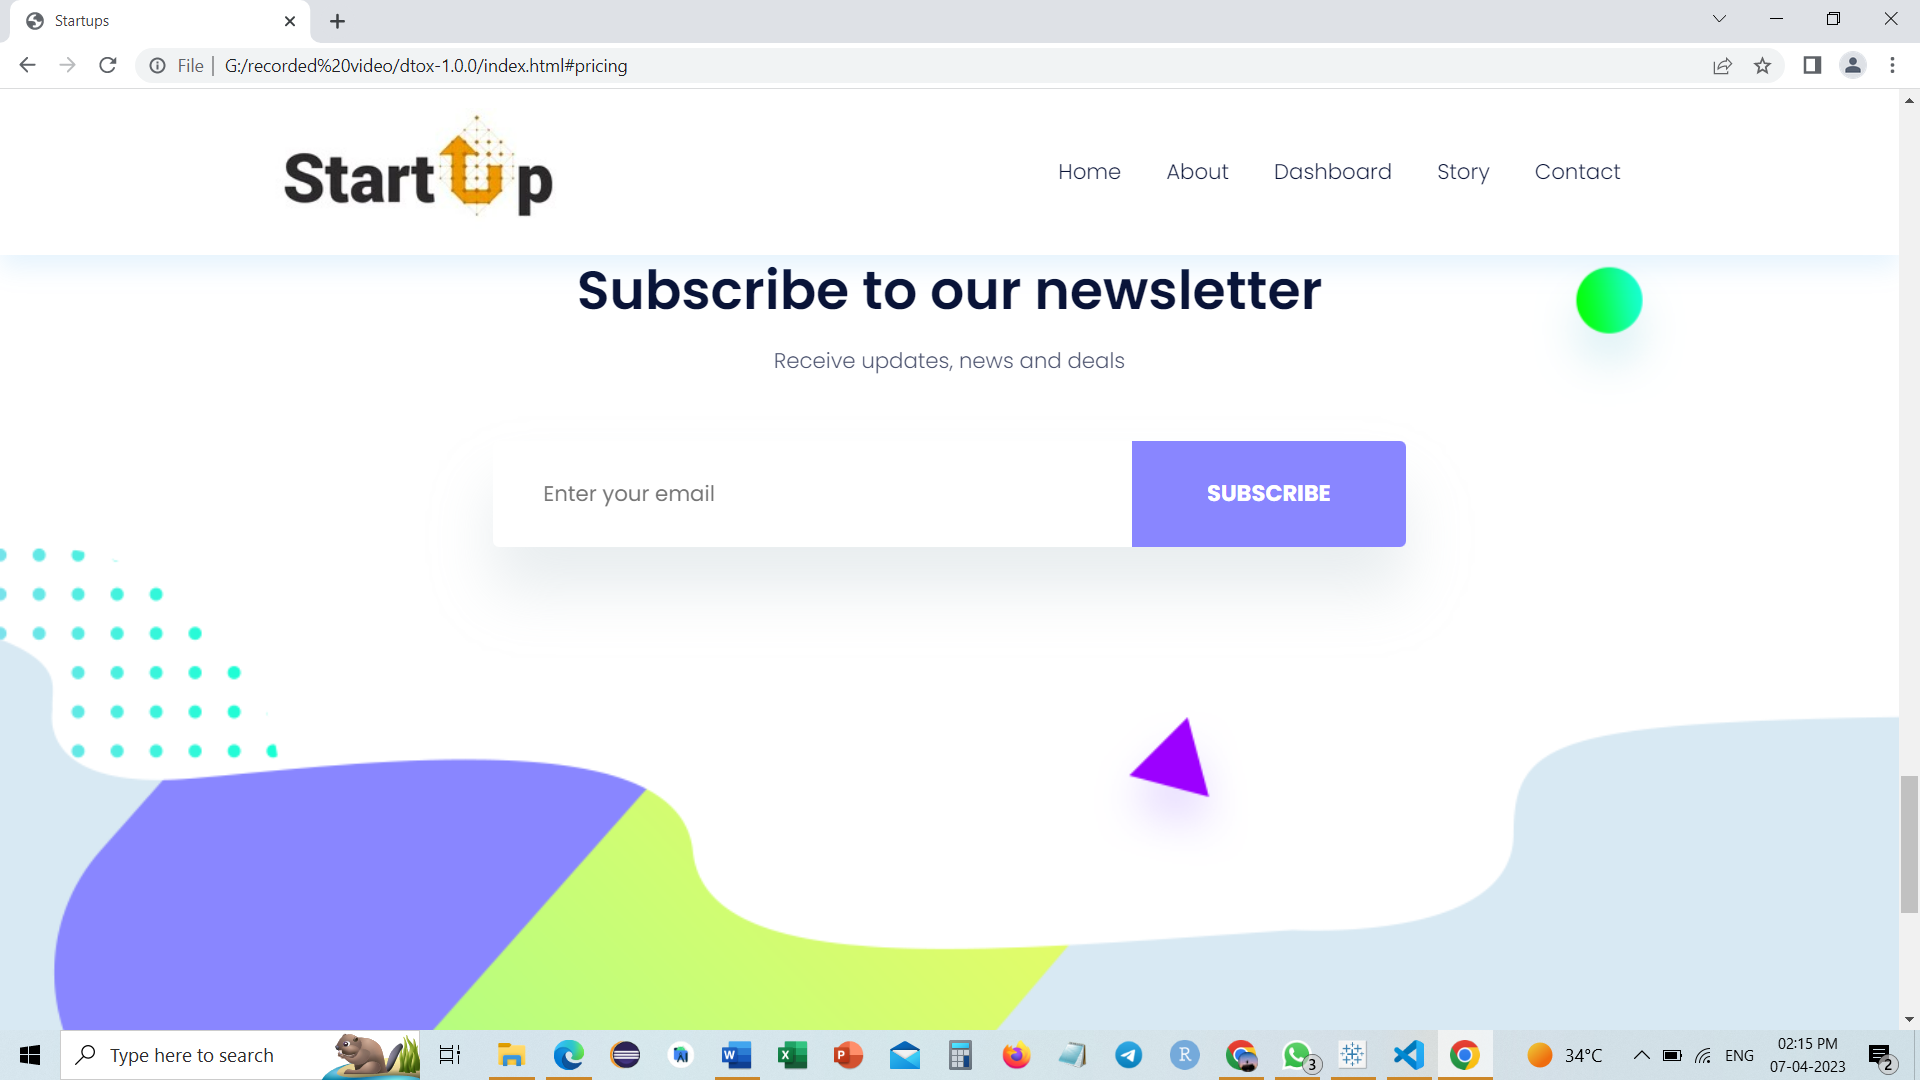 Startups
File
G:/recorded%20video/dtox-1.0.0/index.html#pricing
StartUp
Home
About
Dashboard
Story
Contact
Subscribe to our newsletter
Receive updates, news and deals
Enter your email
SUBSCRIBE
Type here to search
W
X
P
R
3
34°C
ENG
02:15 PM
07-04-2023
2